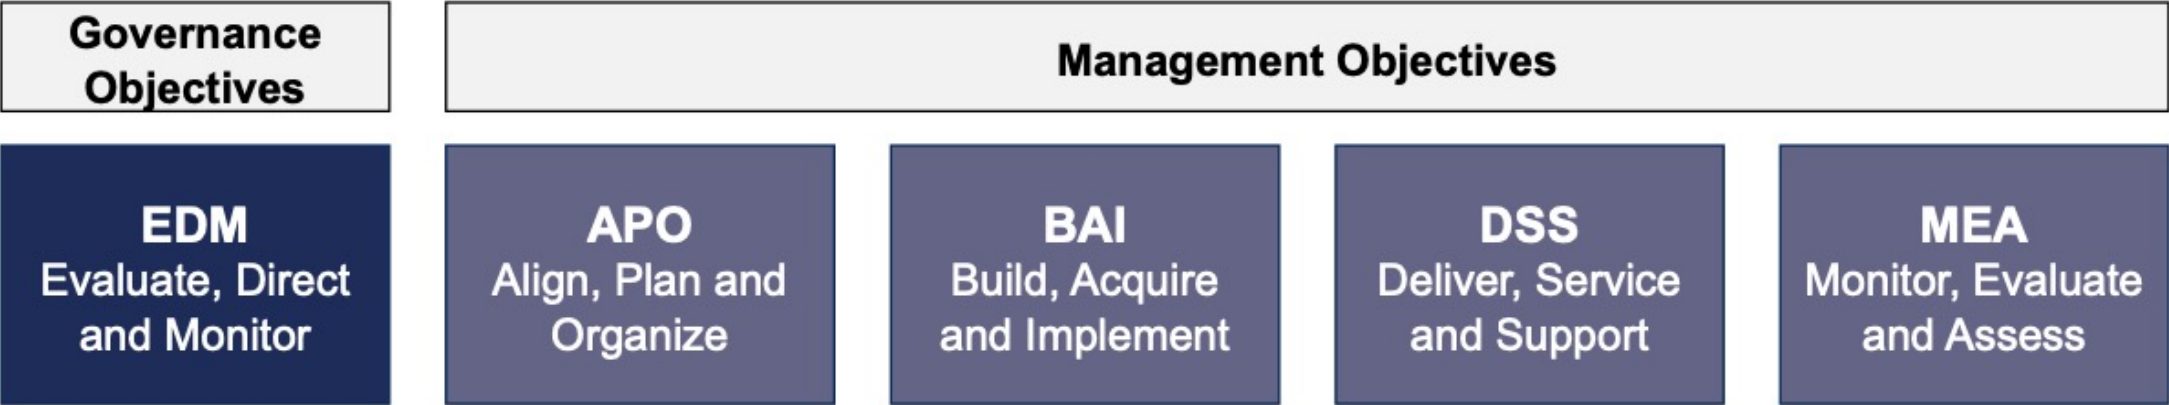 Governance
Objectives
Management Objectives
EDM
Evaluate, Direct
and Monitor
APO
Align, Plan and
Organize
BAI
Build, Acquire
and Implement
DSS
Deliver, Service
and Support
MEA
Monitor, Evaluate
and Assess